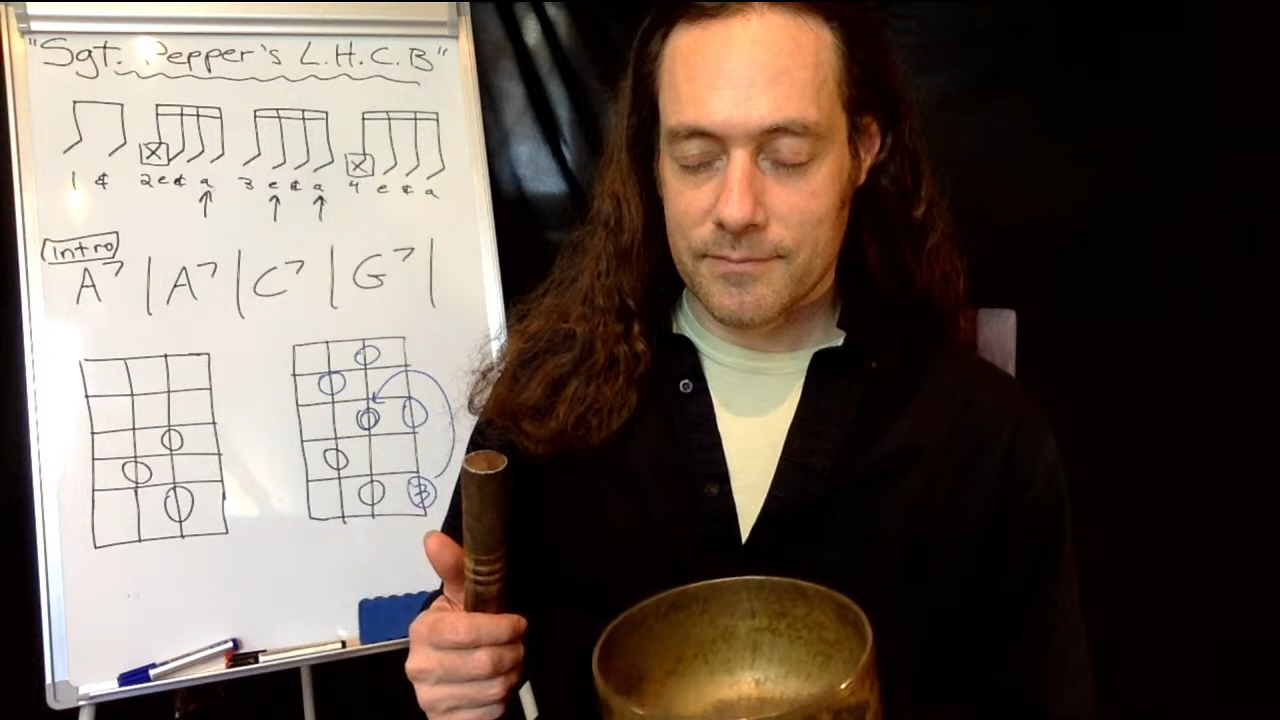 "Sgt. Pepper's L.H.C.B"
1 & 2 e & a 3 e & a 4 e & a
Intro
A7 | A7 | C7 | G7 |
3